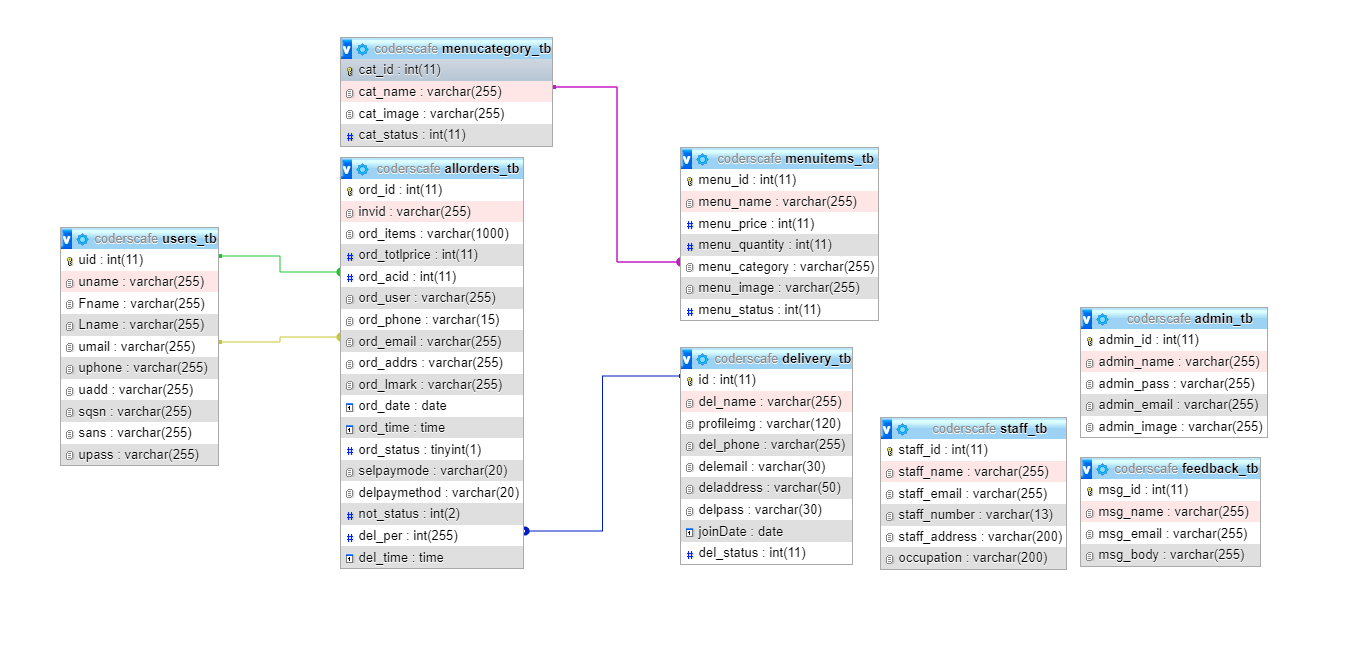 v coderscafe menucategory_tb
cat_id : int(11)
cat_name : varchar(255)
cat_image : varchar(255)
# cat_status : int(11)
v coderscafe allorders_tb
ord_id : int(11)
invid : varchar(255)
ord_items : varchar(1000)
# ord_totlprice : int(11)
# ord_acid : int(11)
ord_user : varchar(255)
ord_phone : varchar(15)
ord_email : varchar(255)
ord_addrs : varchar(255)
ord_lmark : varchar(255)
ord_date : date
ord_time : time
# ord_status : tinyint(1)
selpaymode : varchar(20)
delpaymethod : varchar(20)
# not_status : int(2)
# del_per : int(255)
del_time : time
v coderscafe users_tb
uid : int(11)
uname : varchar(255)
Fname : varchar(255)
Lname : varchar(255)
umail : varchar(255)
uphone : varchar(255)
uadd : varchar(255)
sqsn : varchar(255)
sans : varchar(255)
upass : varchar(255)
v coderscafe menuitems_tb
menu_id : int(11)
menu_name : varchar(255)
# menu_price : int(11)
# menu_quantity : int(11)
menu_category : varchar(255)
menu_image : varchar(255)
# menu_status : int(11)
v coderscafe delivery_tb
id : int(11)
del_name : varchar(255)
profileimg : varchar(120)
del_phone : varchar(255)
delemail : varchar(30)
deladdress : varchar(50)
delpass : varchar(30)
joinDate : date
# del_status : int(11)
v coderscafe staff_tb
staff_id : int(11)
staff_name : varchar(255)
staff_email : varchar(255)
staff_number : varchar(13)
staff_address : varchar(200)
occupation : varchar(200)
v coderscafe admin_tb
admin_id : int(11)
admin_name : varchar(255)
admin_pass : varchar(255)
admin_email : varchar(255)
admin_image : varchar(255)
v coderscafe feedback_tb
msg_id : int(11)
msg_name : varchar(255)
msg_email : varchar(255)
msg_body : varchar(255)